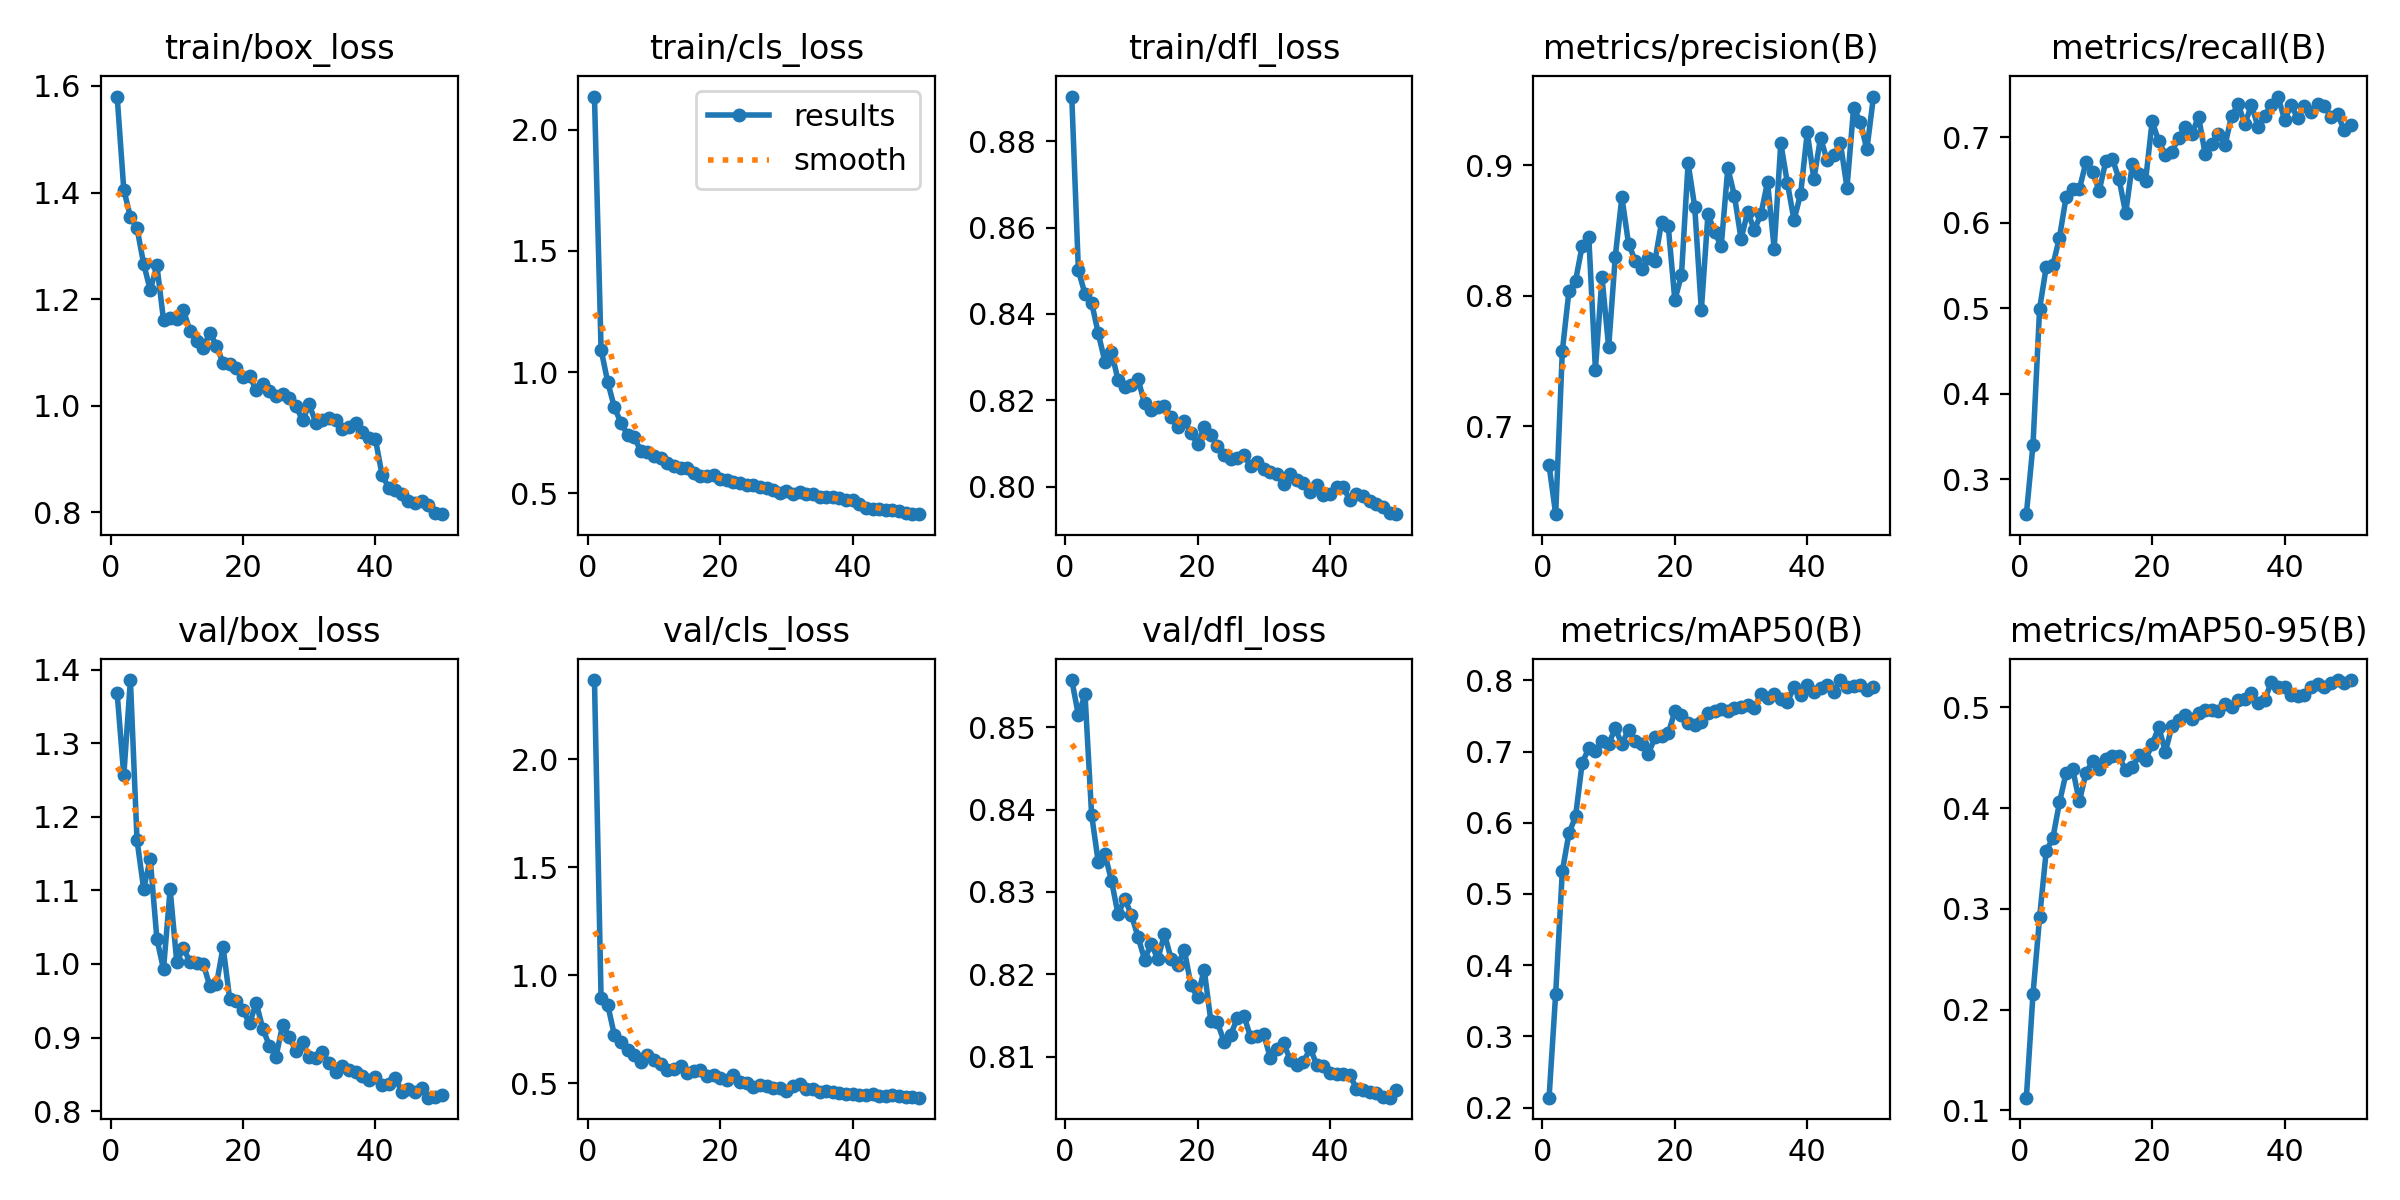 train/box_loss
1.6
1.4
1.2
1.0
0.8
0 20 40
train/cls_loss
results
smooth
2.0
1.5
1.0
0.5
0 20 40
train/dfl_loss
0.88
0.86
0.84
0.82
0.80
0 20 40
metrics/precision(B)
0.9
0.8
0.7
0 20 40
metrics/recall(B)
0.7
0.6
0.5
0.4
0.3
0 20 40
val/box_loss
1.4
1.3
1.2
1.1
1.0
0.9
0.8
0 20 40
val/cls_loss
2.0
1.5
1.0
0.5
0 20 40
val/dfl_loss
0.85
0.84
0.83
0.82
0.81
0 20 40
metrics/mAP50(B)
0.8
0.7
0.6
0.5
0.4
0.3
0.2
0 20 40
metrics/mAP50-95(B)
0.5
0.4
0.3
0.2
0.1
0 20 40